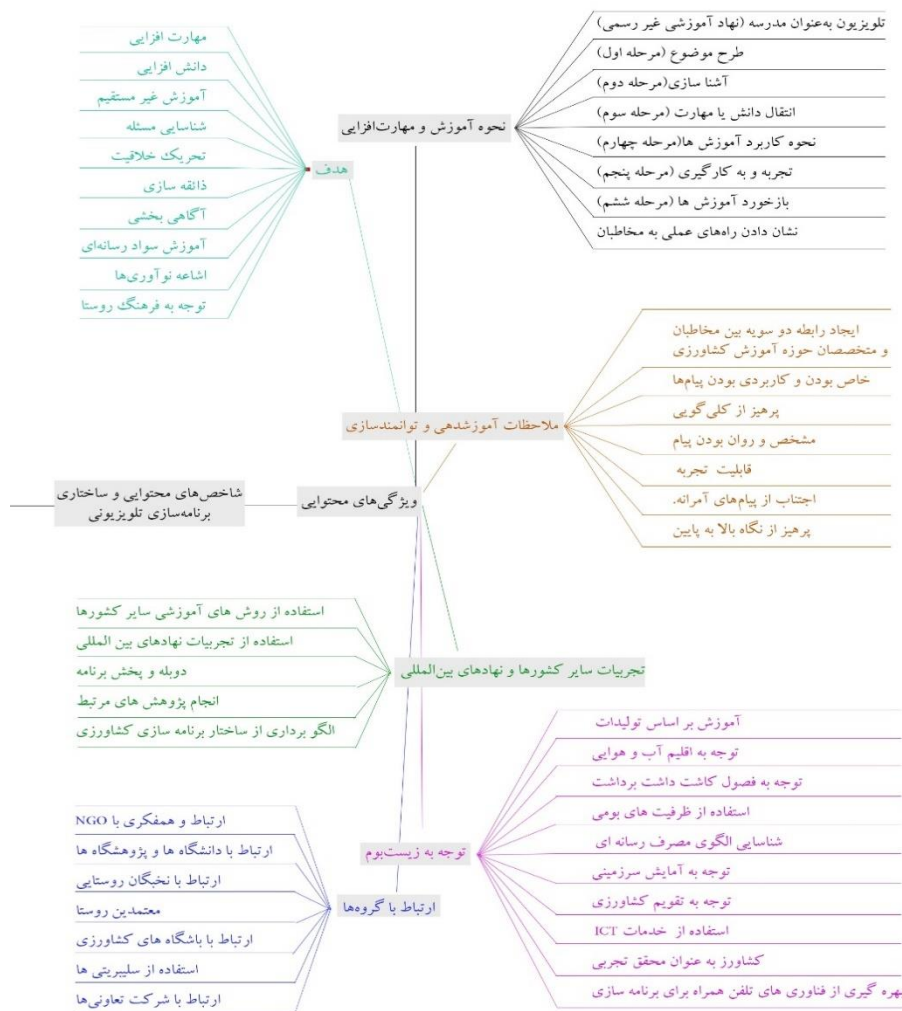 شاخص‌های محتوایی و ساختاری
برنامه‌سازی تلویزیونی
ویژگی‌های محتوایی
نحوه آموزش و مهارت‌افزایی
تلویزیون به‌عنوان مدرسه (نهاد آموزشی غیر رسمی)
طرح موضوع (مرحله اول)
آشنا سازی(مرحله دوم)
انتقال دانش یا مهارت (مرحله سوم)
نحوه کاربرد آموزش ها(مرحله چهارم)
تجربه و به کارگیری (مرحله پنجم)
بازخورد آموزش ها (مرحله ششم)
نشان دادن راه‌های عملی به مخاطبان
هدف
مهارت افزایی
دانش افزایی
آموزش غیر مستقیم
شناسایی مسئله
تحریک خلاقیت
ذائقه سازی
آگاهی بخشی
آموزش سواد رسانه‌ای
اشاعه نوآوری‌ها
توجه به فرهنگ روستا
ملاحظات آموزشدهی و توانمندسازی
ایجاد رابطه دو سویه بین مخاطبان
و متخصصان حوزه آموزش کشاورزی
خاص بودن و کاربردی بودن پیام‌ها
پرهیز از کلی‌گویی
مشخص و روان بودن پیام
قابلیت تجربه
اجتناب از پیام‌های آمرانه.
پرهیز از نگاه بالا به پایین
تجربیات سایر کشورها و نهادهای بین‌المللی
استفاده از روش های آموزشی سایر کشورها
استفاده از تجربیات نهادهای بین المللی
دوبله و پخش برنامه
انجام پژوهش های مرتبط
الگو برداری از ساختار برنامه سازی کشاورزی
توجه به زیست‌بوم
آموزش بر اساس تولیدات
توجه به اقلیم آب و هوایی
توجه به فصول کاشت داشت برداشت
استفاده از ظرفیت های بومی
شناسایی الگوی مصرف رسانه ای
توجه به آمایش سرزمینی
توجه به تقویم کشاورزی
استفاده از خدمات ICT
کشاورز به عنوان محقق تجربی
بهره گیری از فناوری های تلفن همراه برای برنامه سازی
ارتباط با گروه‌ها
ارتباط و همفکری با NGO
ارتباط با دانشگاه ها و پژوهشگاه ها
ارتباط با نخبگان روستایی
معتمدین روستا
ارتباط با باشگاه های کشاورزی
استفاده از سلیبریتی ها
ارتباط با شرکت تعاونی‌ها